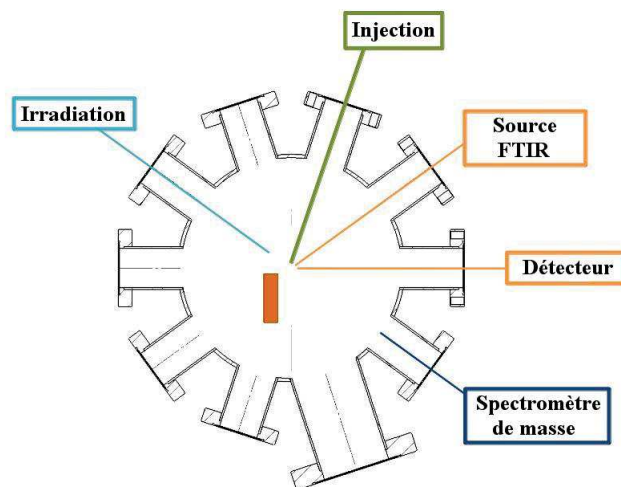 Injection
Irradiation
Source
FTIR
Détecteur
Spectromètre
de masse